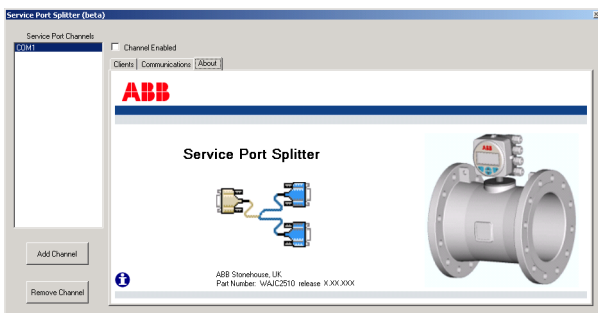 Service Port Splitter (beta)
Service Port Channels
COM1
Channel Enabled
Clients
Communications
About
ABB
Service Port Splitter
ABB
ABB Stonehouse, UK
Part Number: WAJC2510 release X.XX.XXX
Add Channel
Remove Channel